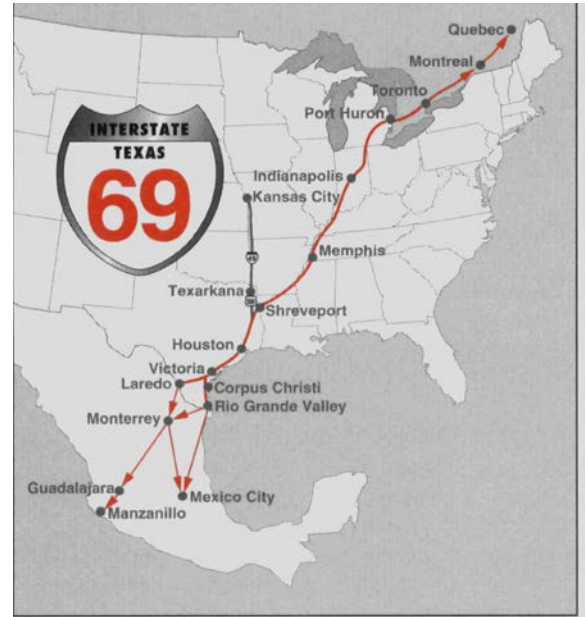 Quebec
Montreal
Toronto
Port Huron
INTERSTATE
TEXAS
69
Indianapolis
Kansas City
Memphis
49
Texarkana
Shreveport
Houston
Victoria
Laredo
Corpus Christi
Rio Grande Valley
Monterrey
Guadalajara
Mexico City
Manzanillo